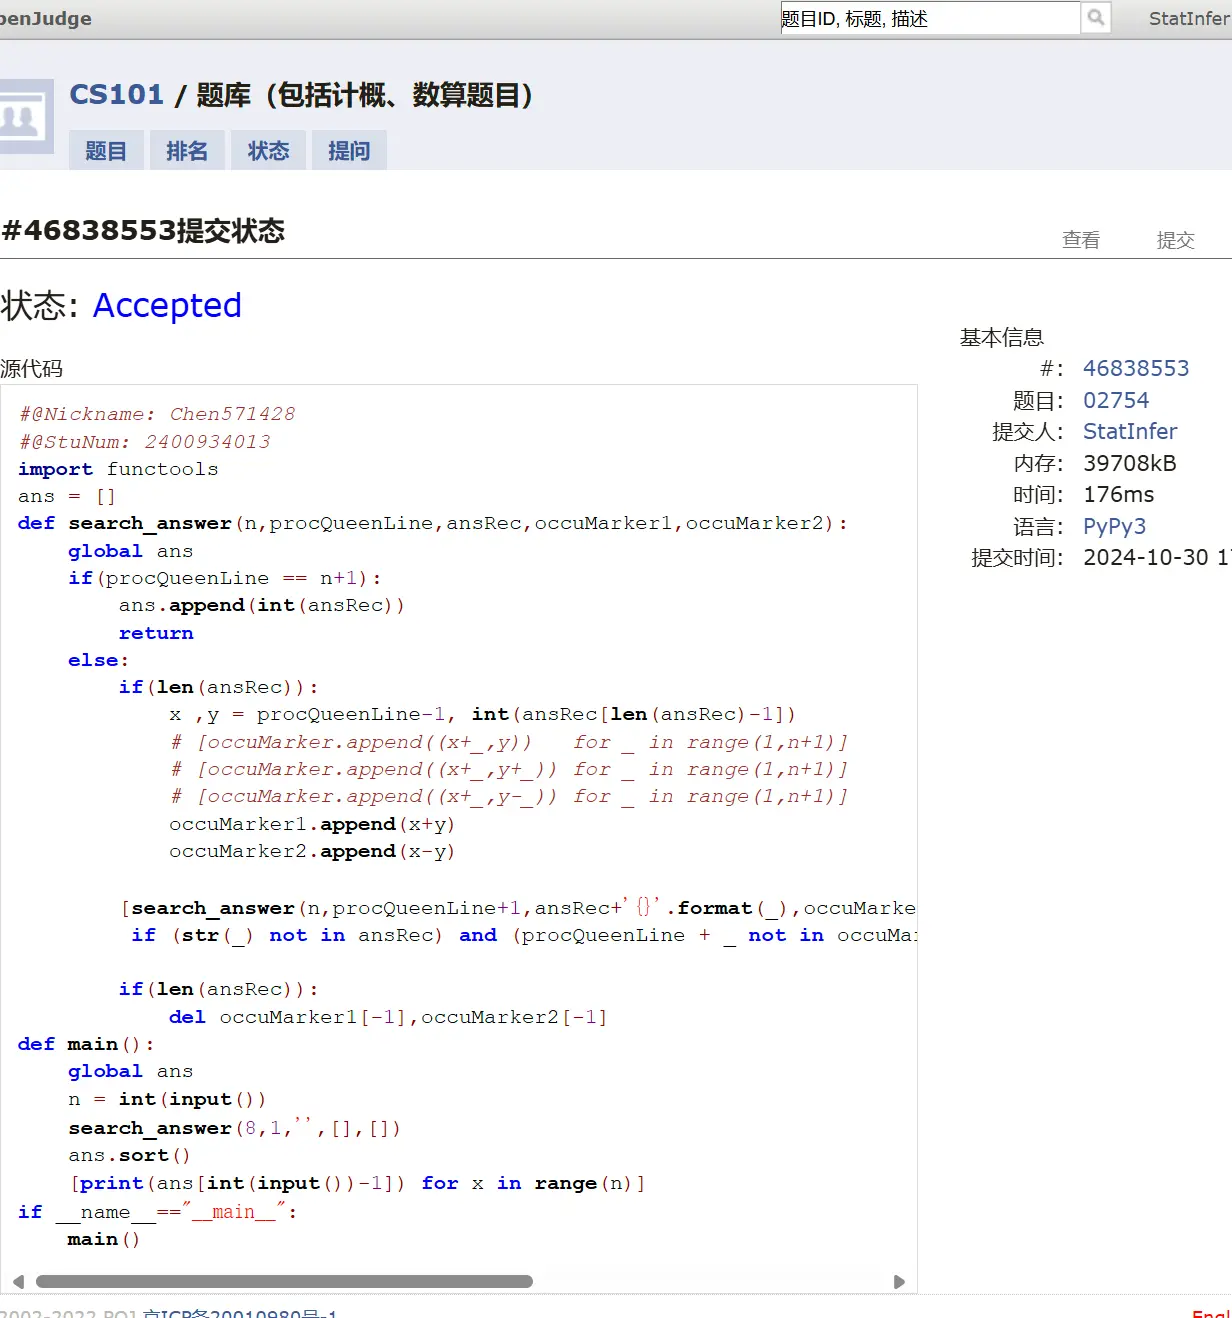 penJudge
题目ID, 标题, 描述
StatInfer
CS101 / 题库（包括计概、数算题目）
题目 排名 状态 提问
#46838553提交状态
查看 提交
状态: Accepted
源代码
#@Nickname: Chen571428
#@StuNum: 2400934013
import functools
ans = []
def search_answer(n,procQueenLine,ansRec,occuMarker1,occuMarker2):
    global ans
    if(procQueenLine == n+1):
        ans.append(int(ansRec))
        return
    else:
        if(len(ansRec)):
            x ,y = procQueenLine-1, int(ansRec[len(ansRec)-1])
            # [occuMarker.append((x+_,y))   for _ in range(1,n+1)]
            # [occuMarker.append((x+_,y+_)) for _ in range(1,n+1)]
            # [occuMarker.append((x+_,y-_)) for _ in range(1,n+1)]
            occuMarker1.append(x+y)
            occuMarker2.append(x-y)
        [search_answer(n,procQueenLine+1,ansRec+'{}'.format(_),occuMarke
         if (str(_) not in ansRec) and (procQueenLine + _ not in occuMa
        if(len(ansRec)):
            del occuMarker1[-1],occuMarker2[-1]
def main():
    global ans
    n = int(input())
    search_answer(8,1,'',[],[])
    ans.sort()
    [print(ans[int(input())-1]) for x in range(n)]
if __name__=="__main__":
    main()
基本信息
#: 46838553
题目: 02754
提交人: StatInfer
内存: 39708kB
时间: 176ms
语言: PyPy3
提交时间: 2024-10-30 1
2002-2022 POJ 京ICP备20010980号-1
Engl